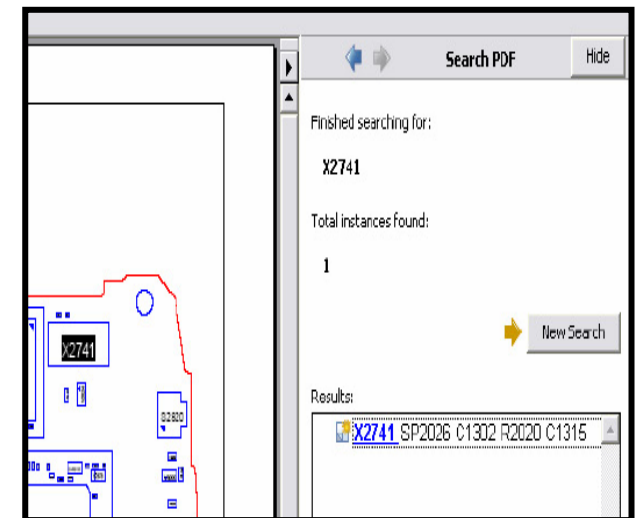 Search PDF
Hide
Finished searching for:
X2741
Total instances found:
1
New Search
Results:
X2741 SP2026 C1302 R2020 C1315
X2741